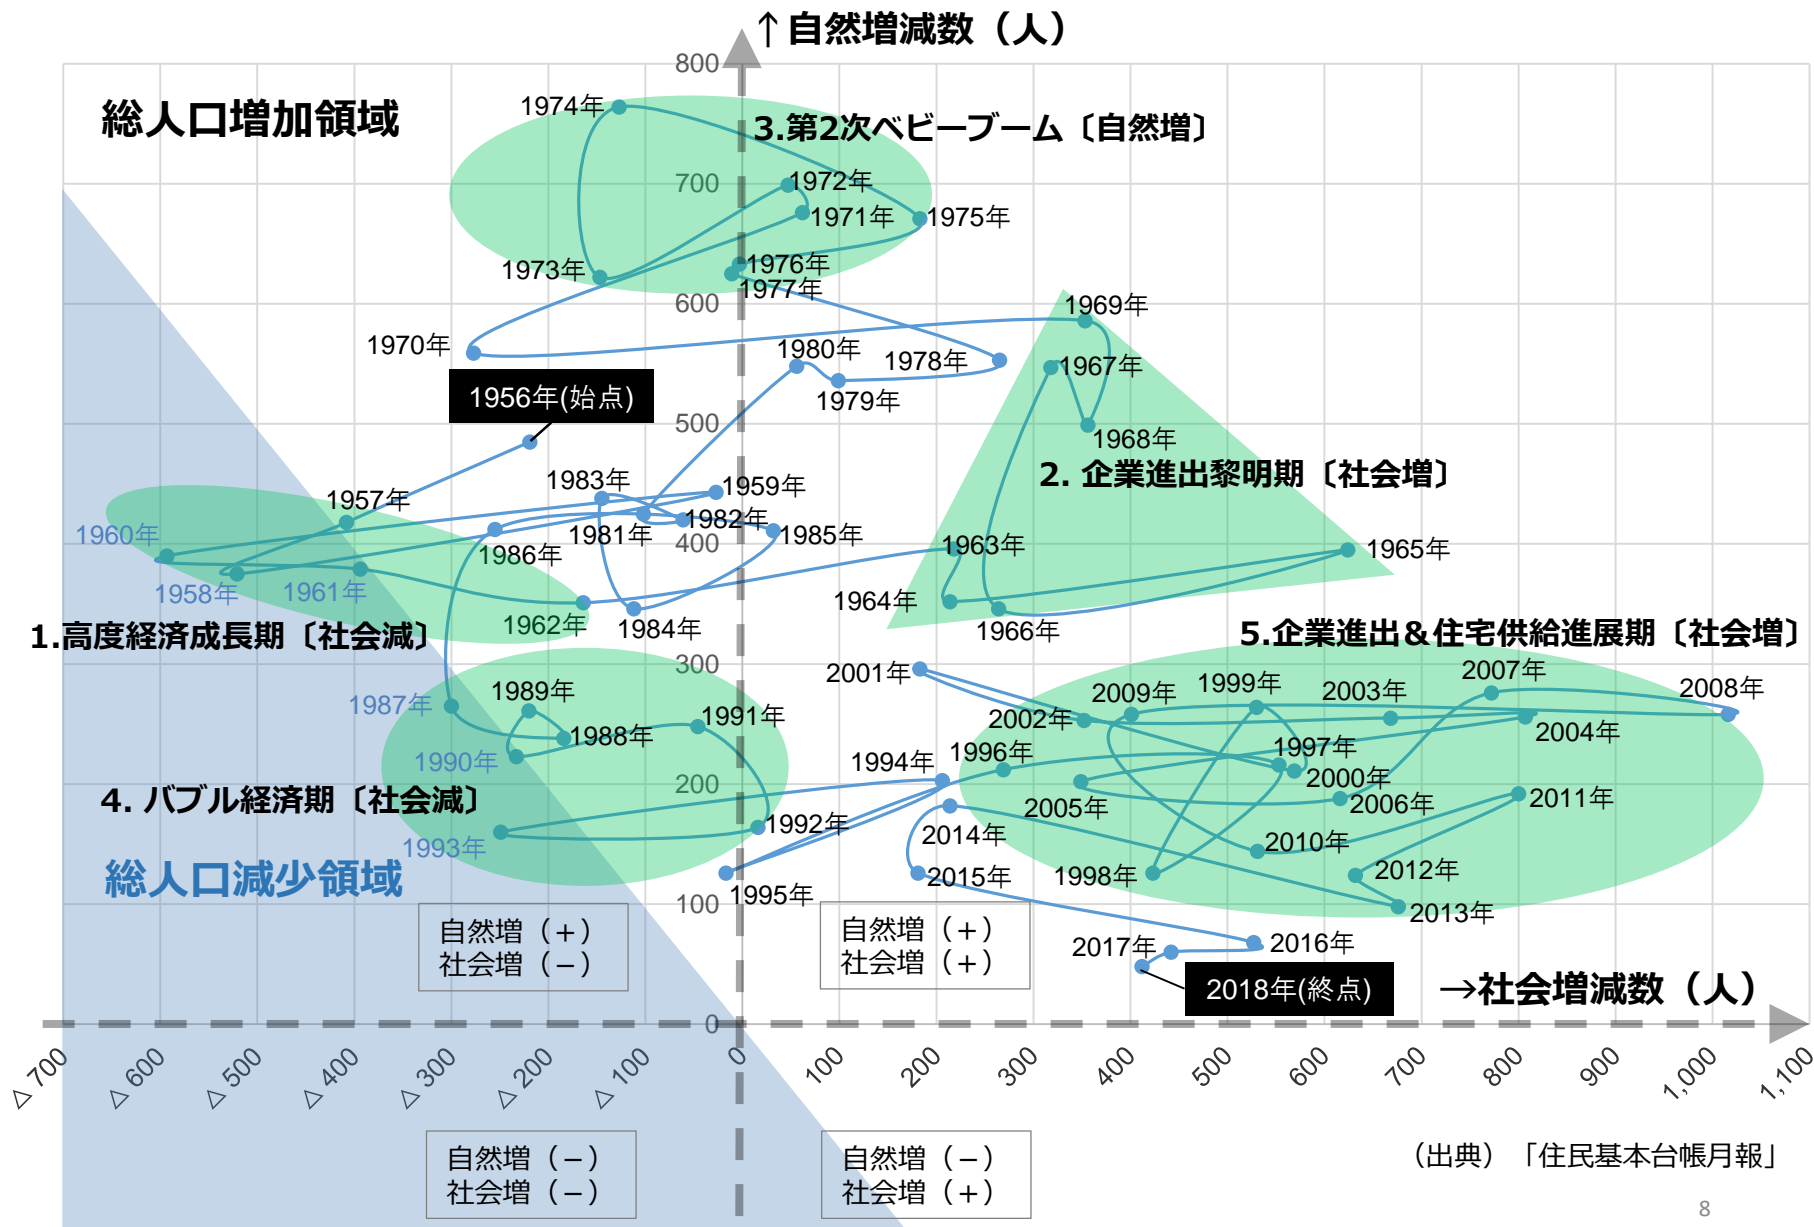 ↑自然増減数（人）
800
総人口増加領域
1974年
3.第2次ベビーブーム〔自然増〕
700
1972年
1971年
1975年
1973年
1976年
1977年
600
1969年
1970年
1980年
1978年
1967年
1956年(始点)
1979年
500
1968年
2. 企業進出黎明期〔社会増〕
1957年
1983年
1959年
1960年
1981年
1982年
1985年
1986年
400
1963年
1965年
1958年
1961年
1964年
1962年
1984年
1966年
1.高度経済成長期〔社会減〕
5.企業進出＆住宅供給進展期〔社会増〕
300
2001年
2007年
1989年
1987年
1991年
2009年
1999年
2003年
2008年
2002年
1988年
2004年
1990年
1994年
1996年
1997年
200
2000年
4. バブル経済期〔社会減〕
2005年
2006年
2011年
1992年
2014年
2010年
1993年
総人口減少領域
1995年
2015年
1998年
2012年
100
2013年
自然増（＋）
社会増（－）
自然増（＋）
社会増（＋）
2017年
2016年
2018年(終点)
→社会増減数（人）
0
△ 700
△ 600
△ 500
△ 400
△ 300
△ 200
△ 100
0
100
200
300
400
500
600
700
800
900
1,000
1,100
自然増（－）
社会増（－）
自然増（－）
社会増（＋）
（出典）「住民基本台帳月報」
8